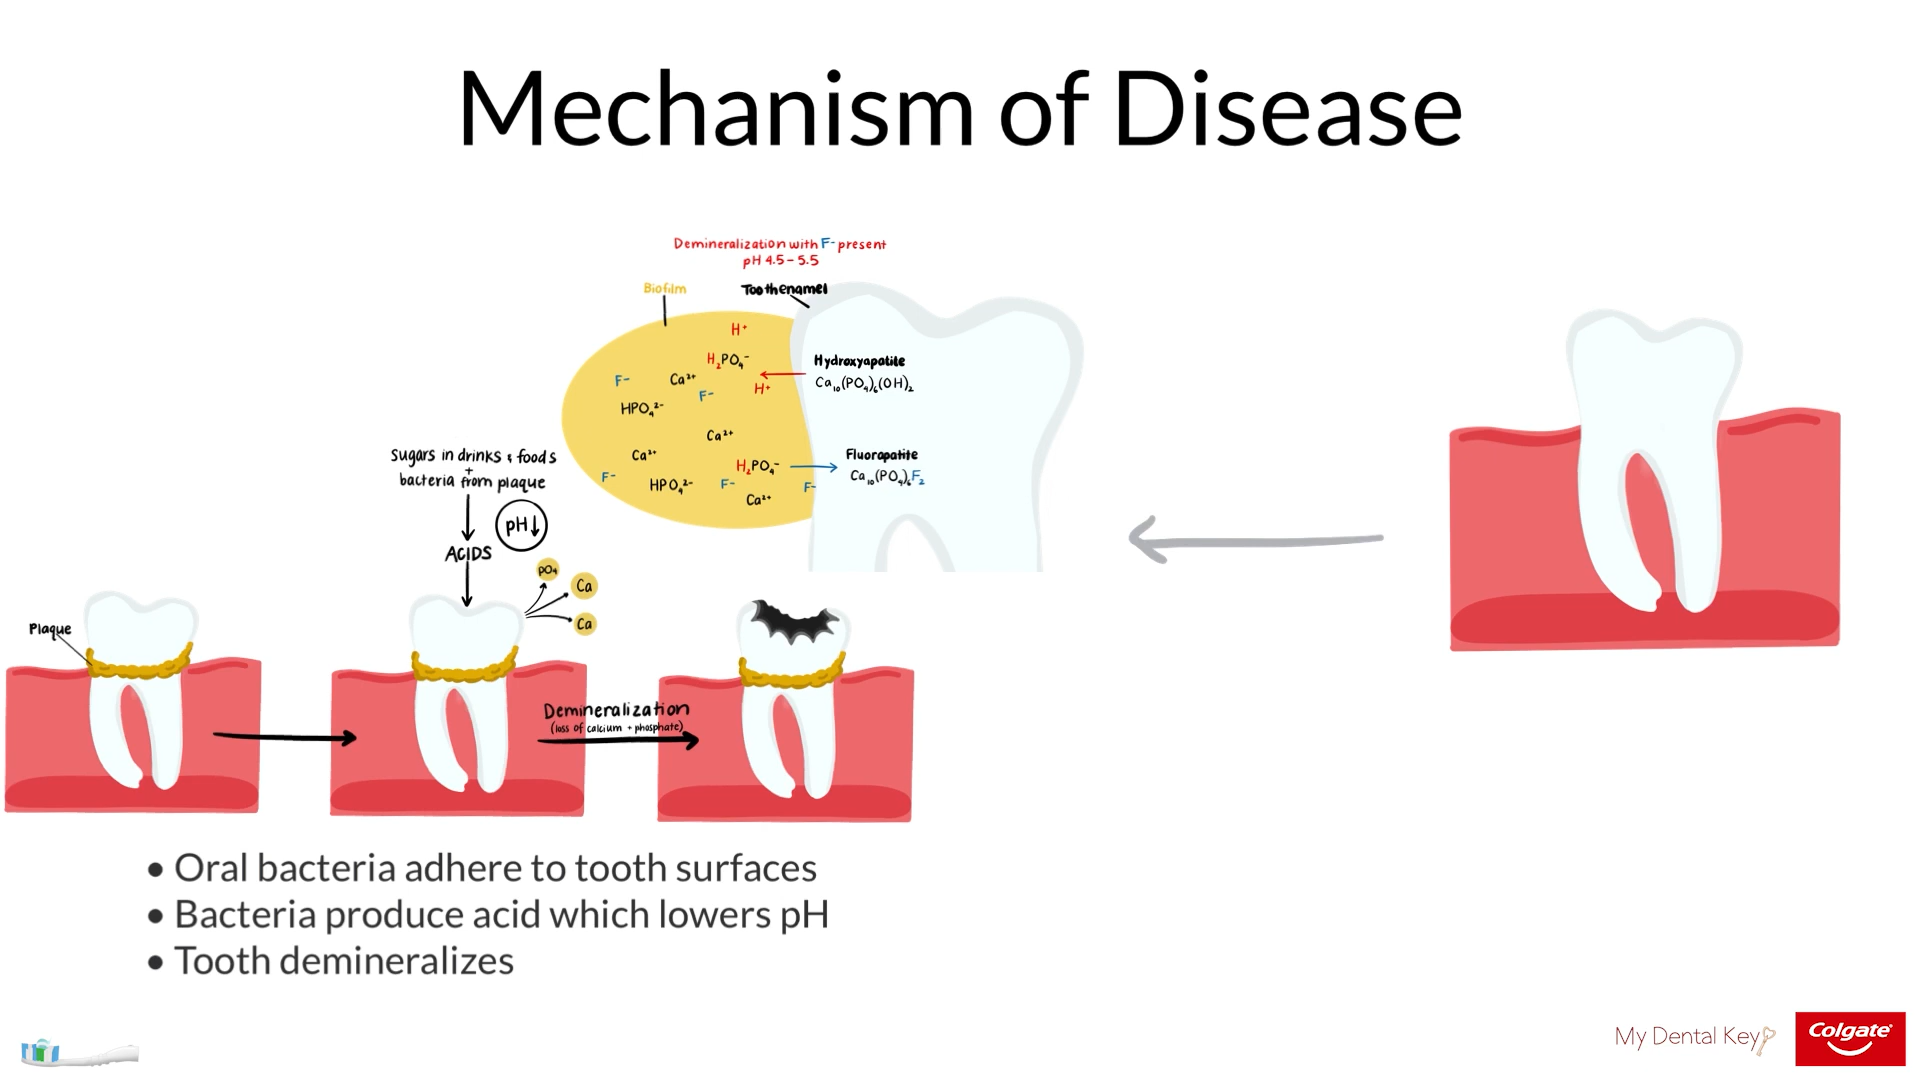 Mechanism of Disease
Demineralization with F⁻ present
pH 4.5 – 5.5
Biofilm
Tooth enamel
H⁺
H₂PO₄⁻
Hydroxyapatite
F⁻
Ca²⁺
H⁺
Ca₁₀(PO₄)₆(OH)₂
F⁻
HPO₄²⁻
Ca²⁺
Ca²⁺
Fluorapatite
H₂PO₄⁻
F⁻
Ca₁₀(PO₄)₆F₂
HPO₄²⁻
F⁻
F⁻
Ca²⁺
sugars in drinks & foods
+
bacteria from plaque
pH↓
ACIDS
PO₄
Ca
Ca
Plaque
Demineralization
(loss of calcium + phosphate)
• Oral bacteria adhere to tooth surfaces
• Bacteria produce acid which lowers pH
• Tooth demineralizes
My Dental Key
Colgate®